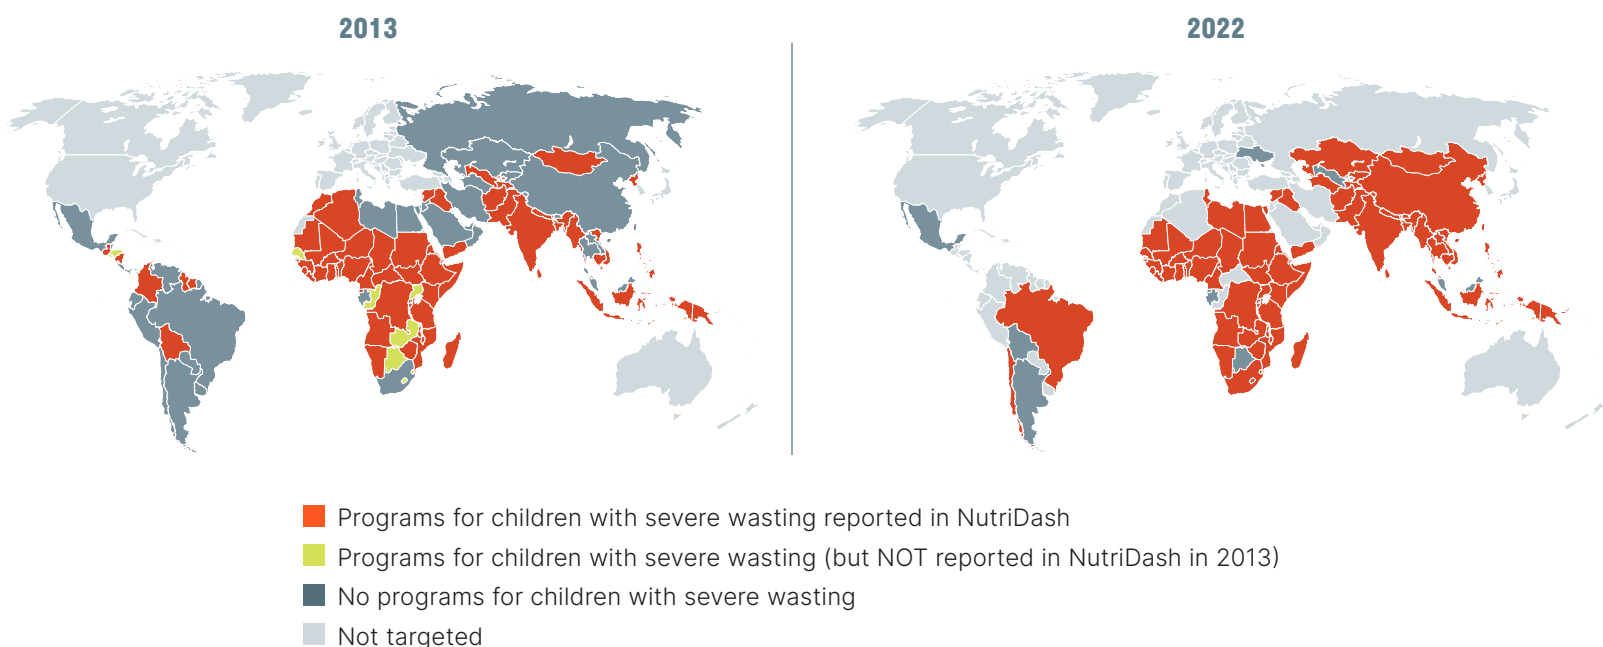 2013
2022
Programs for children with severe wasting reported in NutriDash
Programs for children with severe wasting (but NOT reported in NutriDash in 2013)
No programs for children with severe wasting
Not targeted